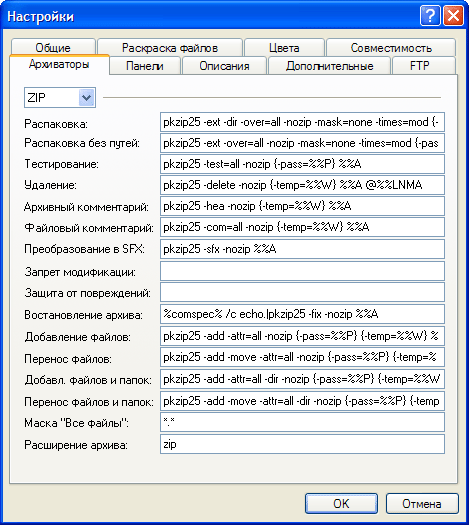 Настройки
Общие Раскраска файлов Цвета Совместимость
Архиваторы Панели Описания Дополнительные FTP
ZIP
Распаковка: pkzip25 -ext -dir -over=all -nozip -mask=none -times=mod {-
Распаковка без путей: pkzip25 -ext -over=all -nozip -mask=none -times=mod {-pas
Тестирование: pkzip25 -test=all -nozip {-pass=%%P} %%A
Удаление: pkzip25 -delete -nozip {-temp=%%W} %%A @%%LNMA
Архивный комментарий: pkzip25 -hea -nozip {-temp=%%W} %%A
Файловый комментарий: pkzip25 -com=all -nozip {-temp=%%W} %%A
Преобразование в SFX: pkzip25 -sfx -nozip %%A
Запрет модификации:
Защита от повреждений:
Востановление архива: %comspec% /c echo.|pkzip25 -fix -nozip %%A
Добавление файлов: pkzip25 -add -attr=all -nozip {-pass=%%P} {-temp=%%W} %
Перенос файлов: pkzip25 -add -move -attr=all -nozip {-pass=%%P} {-temp=%
Добавл. файлов и папок: pkzip25 -add -attr=all -dir -nozip {-pass=%%P} {-temp=%%W
Перенос файлов и папок: pkzip25 -add -move -attr=all -dir -nozip {-pass=%%P} {-temp
Маска "Все файлы": *.*
Расширение архива: zip
OK Отмена